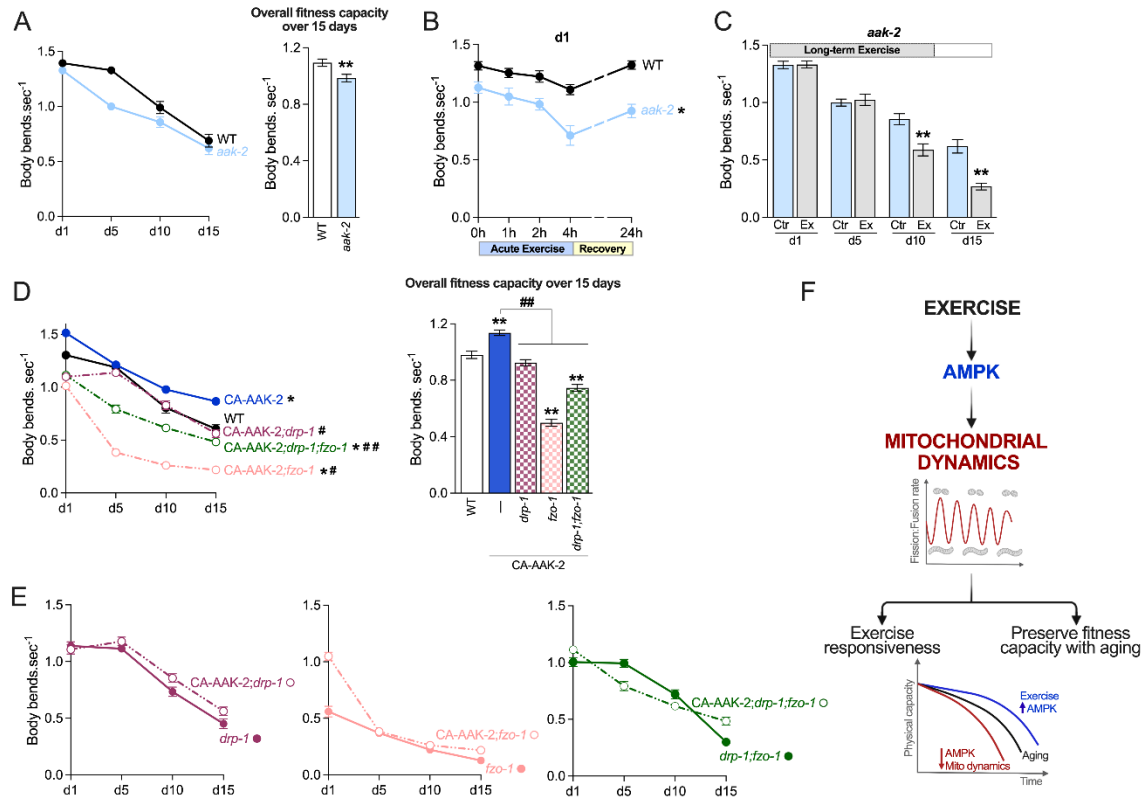 A
Overall fitness capacity
over 15 days
Body bends. sec-1
1.5
1.0
0.5
0.0
d1
d5
d10
d15
WT
aak-2
Body bends. sec-1
1.2
1.0
0.8
0.6
0.4
0.2
0.0
**
WT
aak-2
B
d1
Body bends. sec-1
1.5
1.0
0.5
0.0
WT
aak-2 *
0h
1h
2h
4h
24h
Acute Exercise
Recovery
C
aak-2
Long-term Exercise
Body bends. sec-1
1.5
1.0
0.5
0.0
**
**
Ctr Ex
Ctr Ex
Ctr Ex
Ctr Ex
d1
d5
d10
d15
D
Body bends. sec-1
1.5
1.0
0.5
0.0
d1
d5
d10
d15
CA-AAK-2 *
WT
CA-AAK-2;drp-1 #
CA-AAK-2;drp-1;fzo-1 * ##
CA-AAK-2;fzo-1 * #
Overall fitness capacity over 15 days
Body bends. sec-1
1.2
0.8
0.4
0.0
##
**
**
**
WT
–
drp-1
fzo-1
drp-1;fzo-1
CA-AAK-2
E
Body bends.sec-1
1.5
1.0
0.5
0.0
d1
d5
d10
d15
CA-AAK-2;drp-1
drp-1
1.5
1.0
0.5
0.0
d1
d5
d10
d15
CA-AAK-2;fzo-1
fzo-1
1.5
1.0
0.5
0.0
d1
d5
d10
d15
CA-AAK-2;drp-1;fzo-1
drp-1;fzo-1
F
EXERCISE
AMPK
MITOCHONDRIAL
DYNAMICS
Fission:Fusion rate
Exercise
responsiveness
Preserve fitness
capacity with aging
Physical capacity
Exercise
AMPK
Aging
AMPK
Mito dynamics
Time